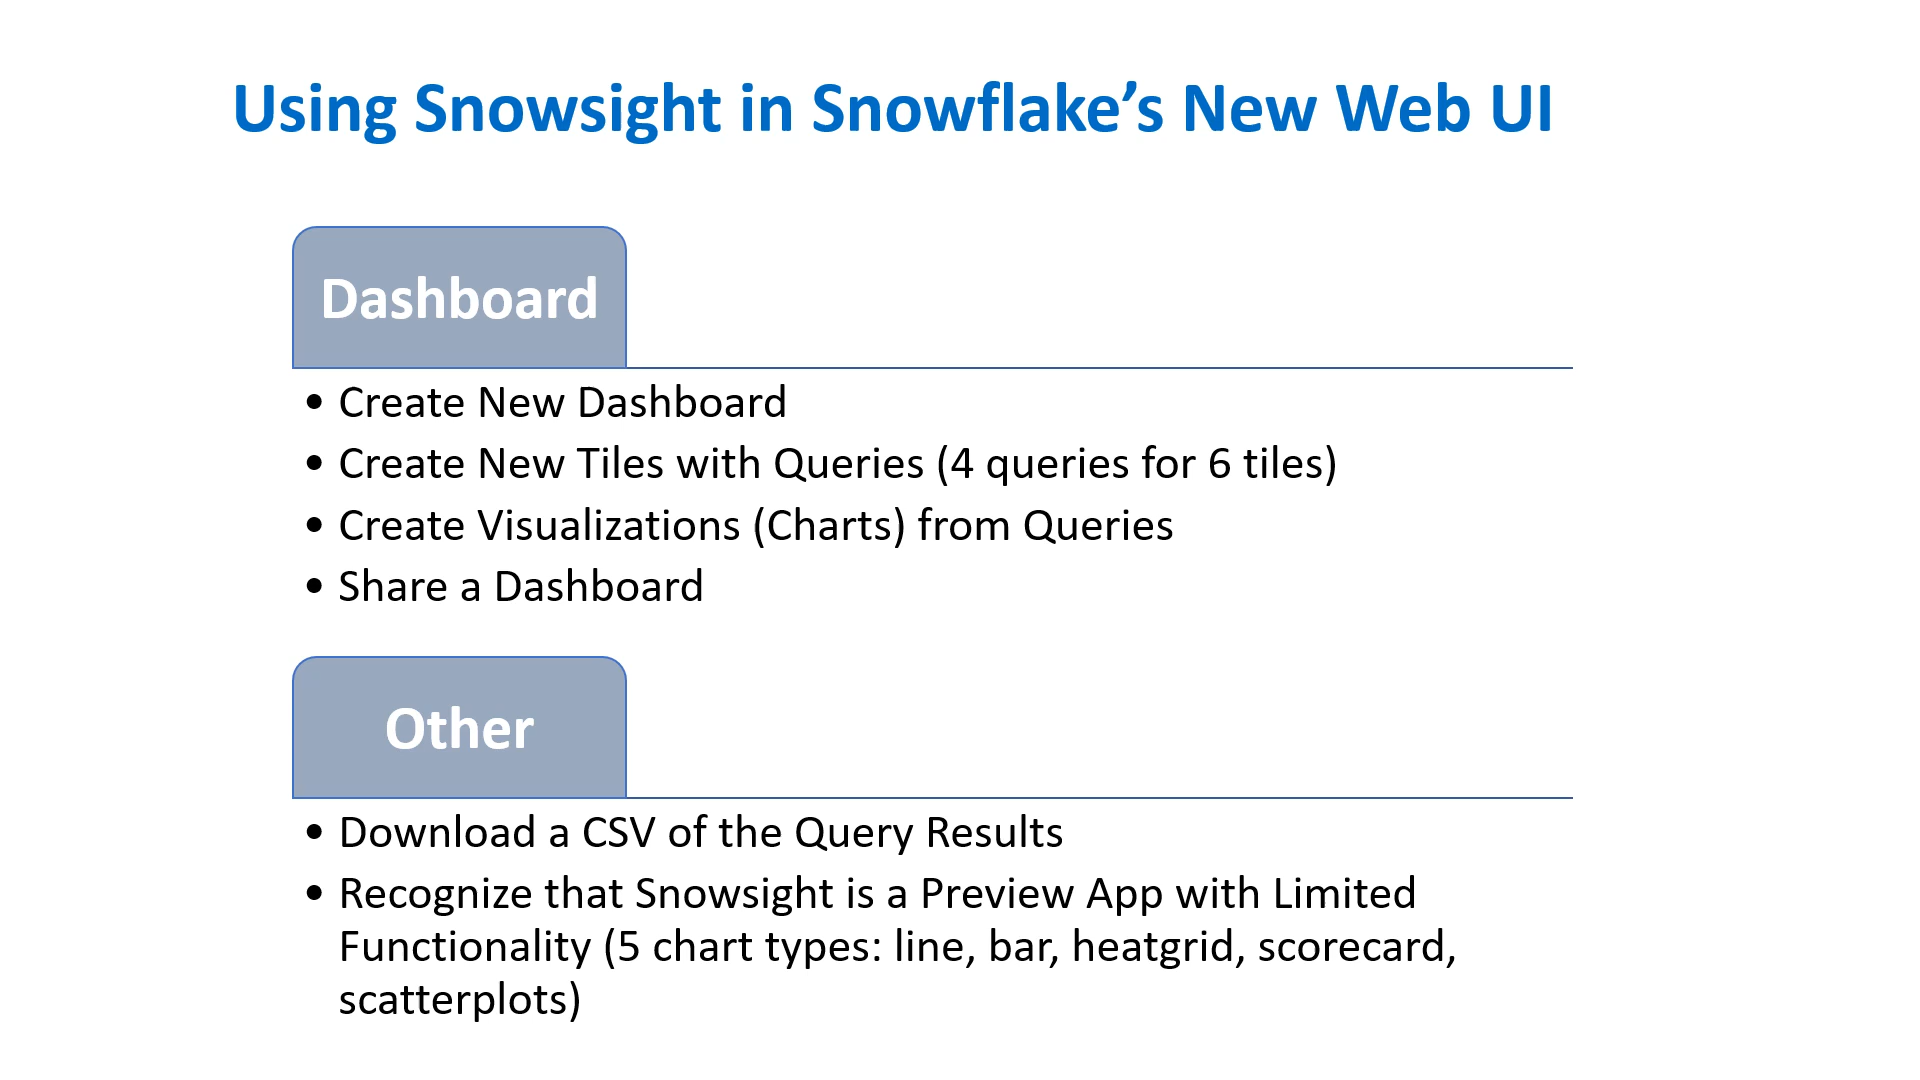 Using Snowsight in Snowflake’s New Web UI
Dashboard
• Create New Dashboard
• Create New Tiles with Queries (4 queries for 6 tiles)
• Create Visualizations (Charts) from Queries
• Share a Dashboard
Other
• Download a CSV of the Query Results
• Recognize that Snowsight is a Preview App with Limited
Functionality (5 chart types: line, bar, heatgrid, scorecard,
scatterplots)